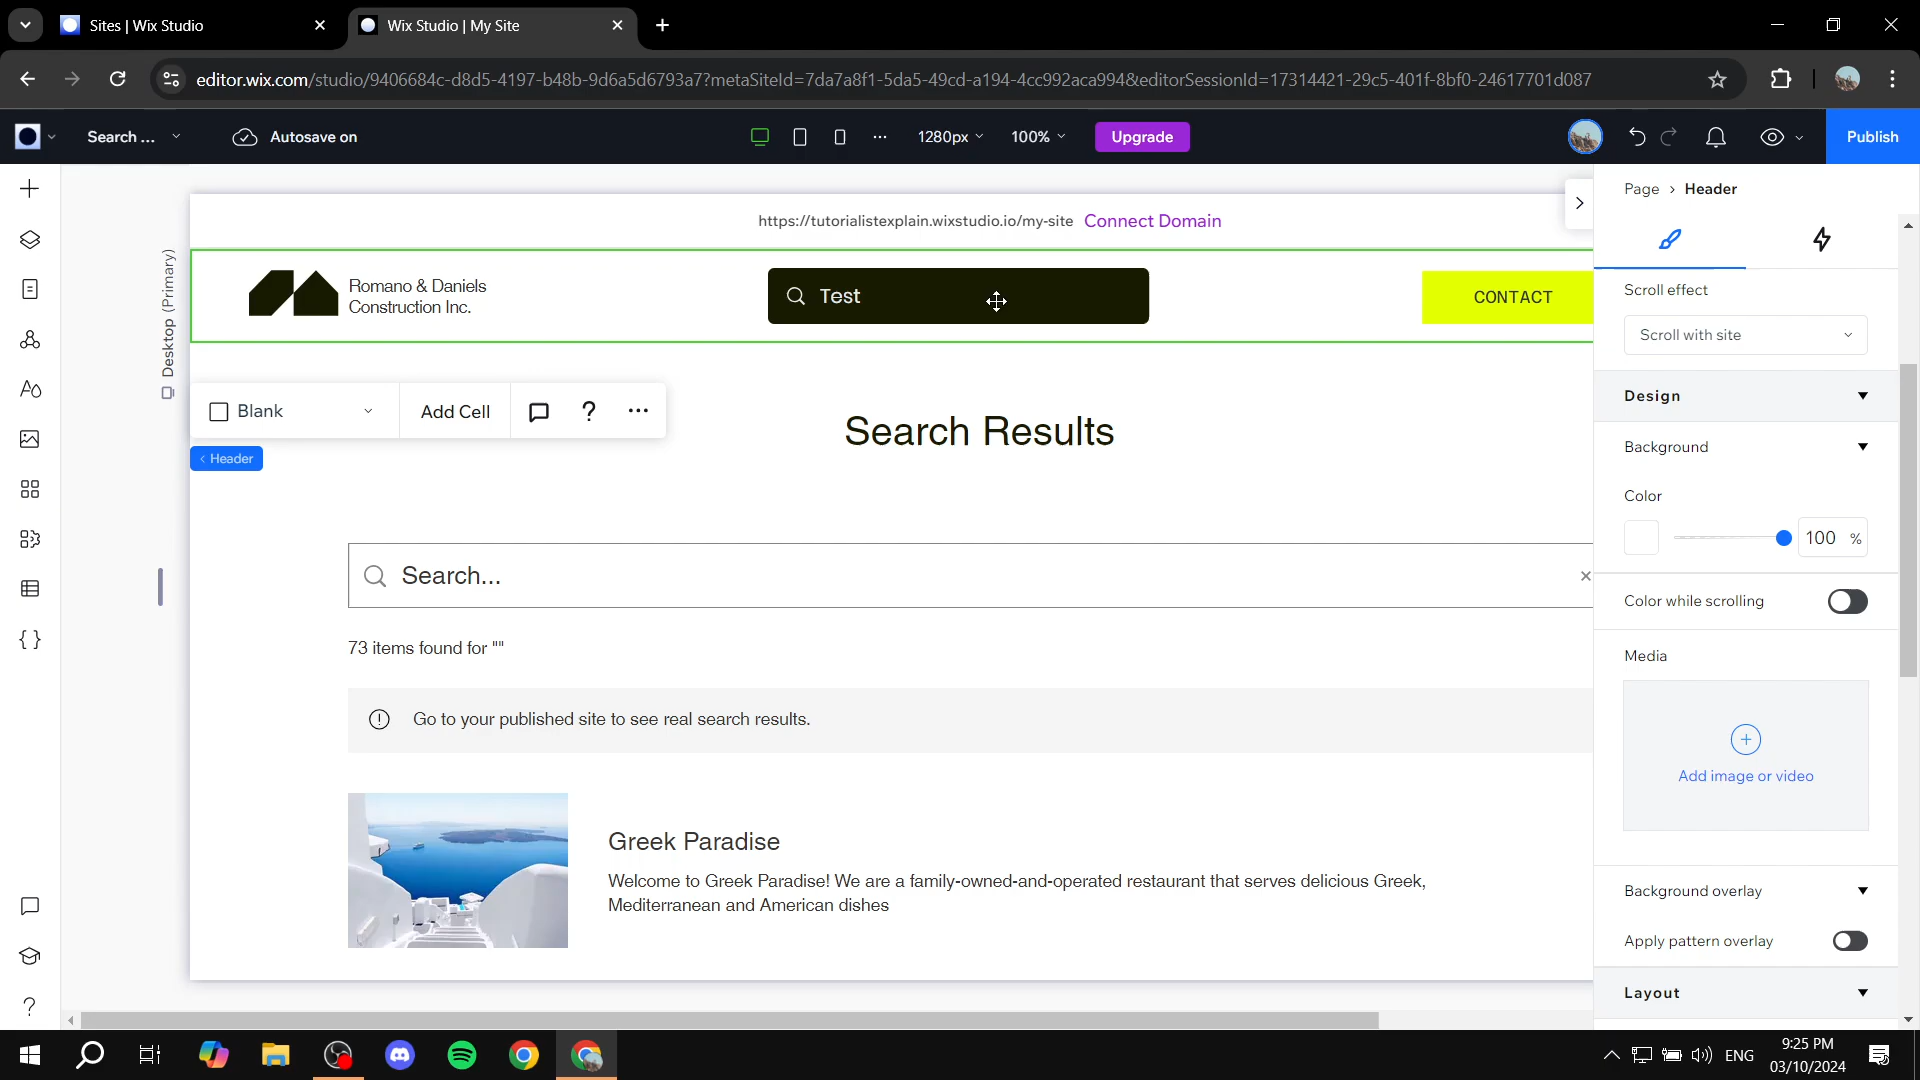 Sites | Wix Studio
Wix Studio | My Site
editor.wix.com/studio/9406684c-d8d5-4197-b48b-9d6a5d6793a7?metaSiteId=7da7a8f1-5da5-49cd-a194-4cc992aca994&editorSessionId=17314421-29c5-401f-8bf0-24617701d087
Search ...
Autosave on
1280px
100%
Upgrade
Publish
Page > Header
https://tutorialistexplain.wixstudio.io/my-site Connect Domain
Desktop (Primary)
Romano & Daniels
Construction Inc.
Test
CONTACT
Scroll effect
Scroll with site
Blank
Add Cell
?
< Header
Search Results
Design
Background
Color
100 %
Search...
Color while scrolling
73 items found for ""
Media
Go to your published site to see real search results.
Add image or video
Greek Paradise
Welcome to Greek Paradise! We are a family-owned-and-operated restaurant that serves delicious Greek,
Mediterranean and American dishes
Background overlay
Apply pattern overlay
Layout
ENG
9:25 PM
03/10/2024